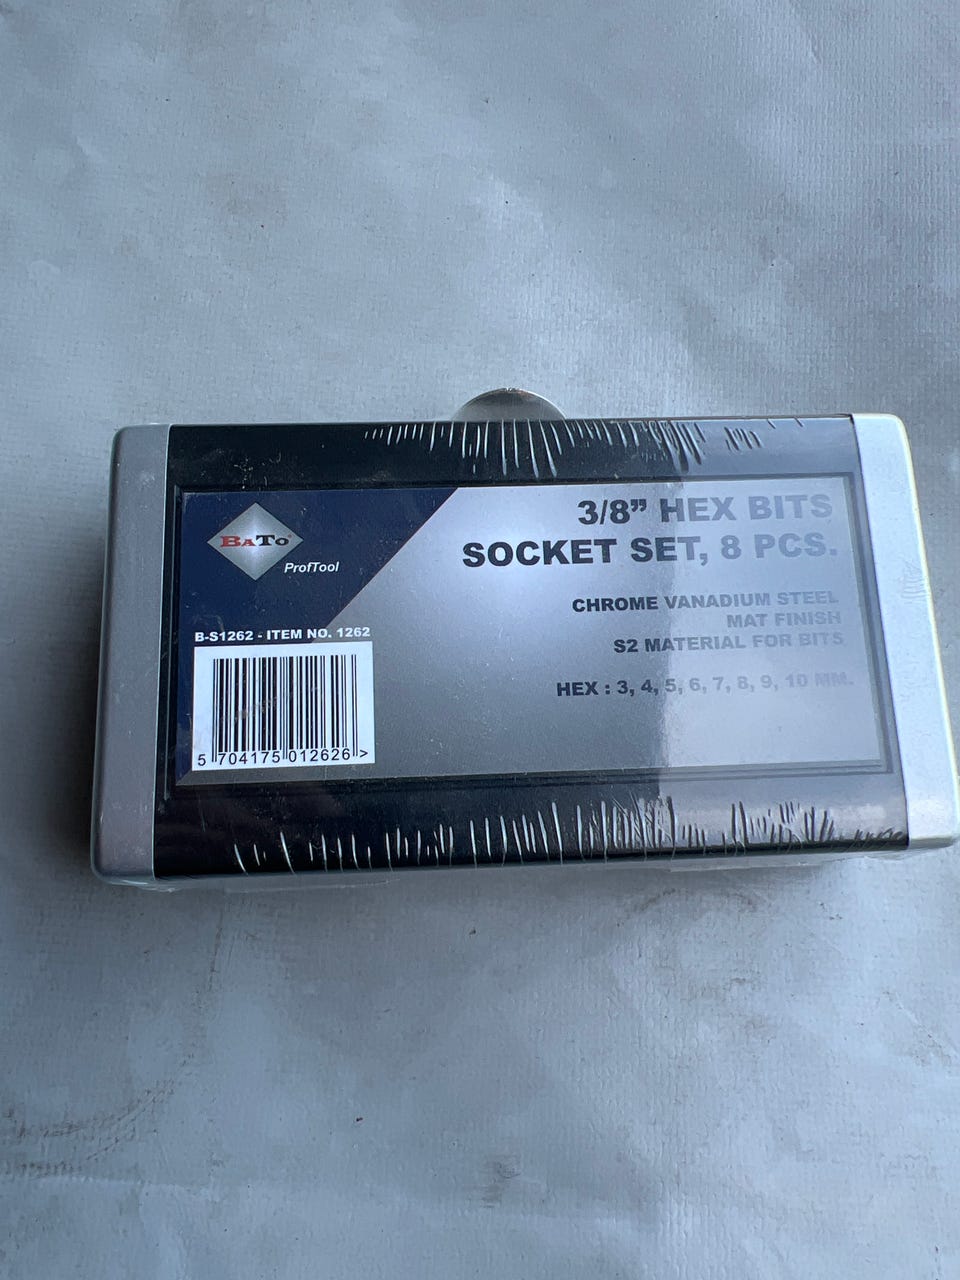 BATO®
ProfTool
3/8” HEX BITS
SOCKET SET, 8 PCS.
CHROME VANADIUM STEEL
MAT FINISH
S2 MATERIAL FOR BITS
HEX : 3, 4, 5, 6, 7, 8, 9, 10 MM.
B-S1262 - ITEM NO. 1262
5 704175 012626 >